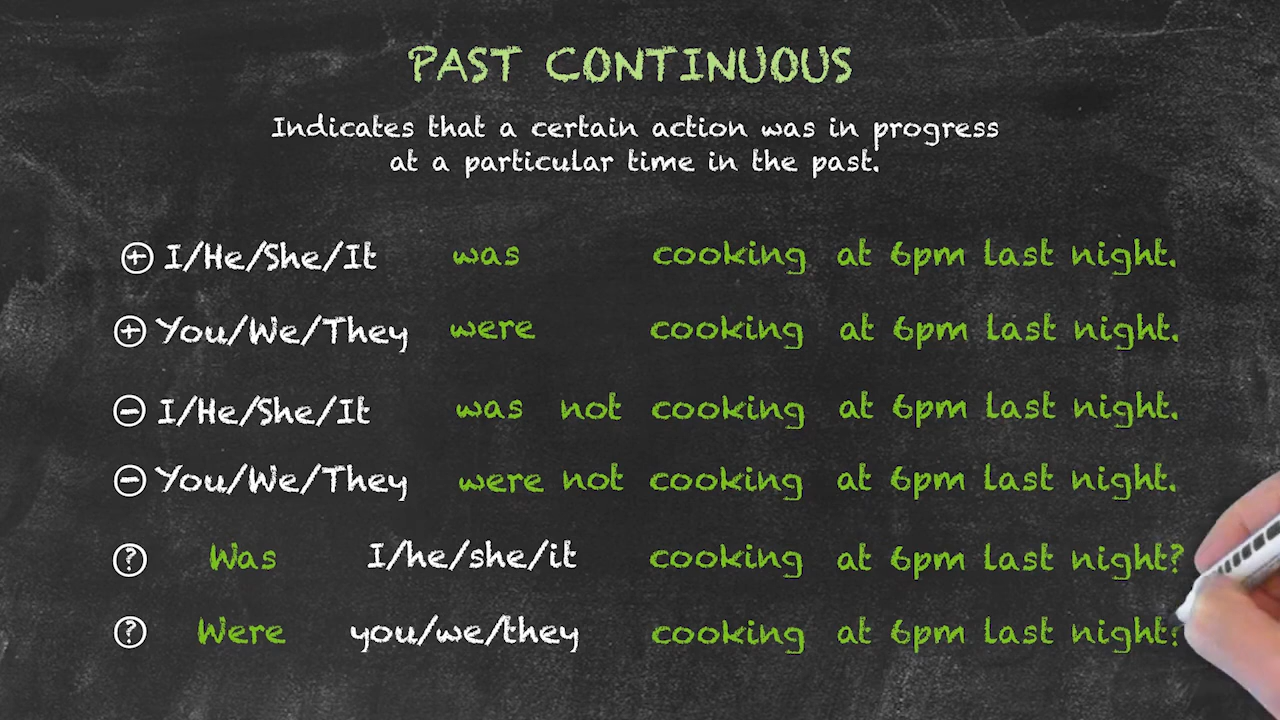 PAST CONTINUOUS
Indicates that a certain action was in progress
at a particular time in the past.
+ I/He/She/It was cooking at 6pm last night.
+ You/We/They were cooking at 6pm last night.
- I/He/She/It was not cooking at 6pm last night.
- You/We/They were not cooking at 6pm last night.
? Was I/he/she/it cooking at 6pm last night?
? Were you/we/they cooking at 6pm last night?